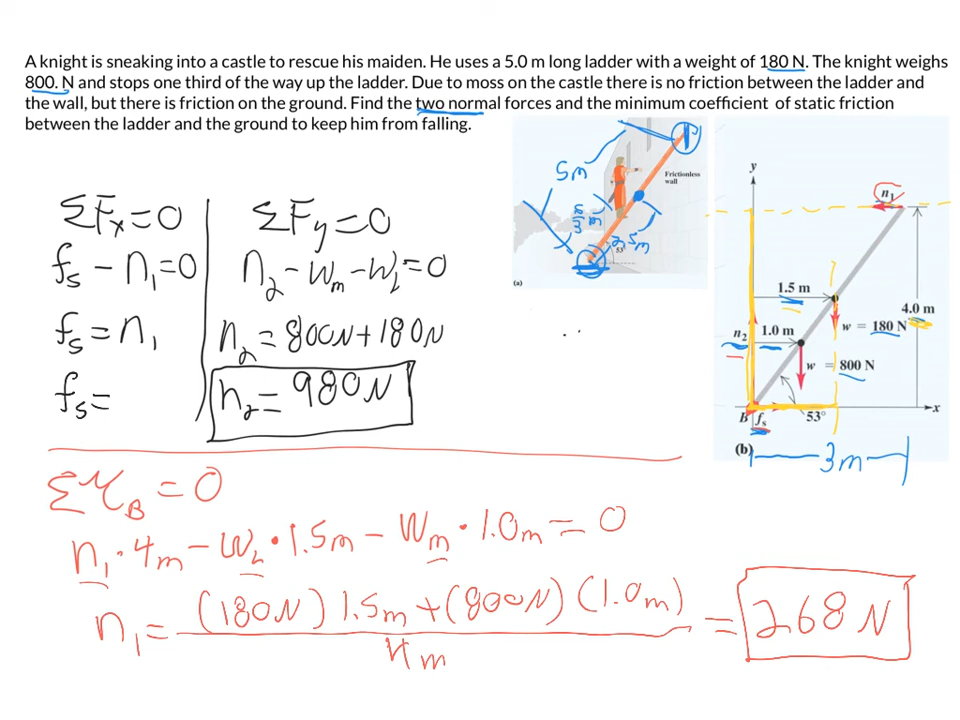 A knight is sneaking into a castle to rescue his maiden. He uses a 5.0 m long ladder with a weight of 180 N. The knight weighs
800. N and stops one third of the way up the ladder. Due to moss on the castle there is no friction between the ladder and
the wall, but there is friction on the ground. Find the two normal forces and the minimum coefficient of static friction
between the ladder and the ground to keep him from falling.
5m
Frictionless
wall
5/3 m
2.5m
53°
(a)
y
n₁
1.5 m
4.0 m
n₂
1.0 m
w = 180 N
w = 800 N
B
fₛ
53°
x
(b)
3m
ΣFx=0
fₛ - n₁=0
fₛ=n₁
fₛ=
ΣFy=0
n₂-Wm-WL=0
n₂=800N+180N
n₂=980N
ΣτB=0
n₁·4m-WL·1.5m-Wm·1.0m=0
n₁= (180N)1.5m+(800N)(1.0m) / 4m = 268N